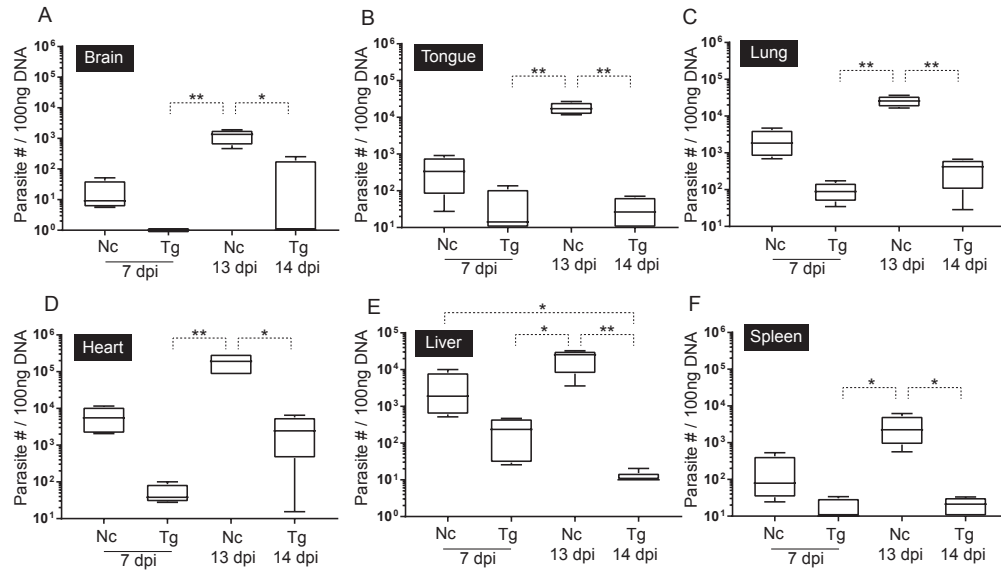 A
Brain
Parasite # / 100ng DNA
10⁶
10⁵
10⁴
10³
10²
10¹
10⁰
** *
Nc Tg Nc Tg
7 dpi 13 dpi 14 dpi
B
Tongue
Parasite # / 100ng DNA
10⁶
10⁵
10⁴
10³
10²
10¹
** **
Nc Tg Nc Tg
7 dpi 13 dpi 14 dpi
C
Lung
Parasite # / 100ng DNA
10⁶
10⁵
10⁴
10³
10²
10¹
** **
Nc Tg Nc Tg
7 dpi 13 dpi 14 dpi
D
Heart
Parasite # / 100ng DNA
10⁶
10⁵
10⁴
10³
10²
10¹
** *
Nc Tg Nc Tg
7 dpi 13 dpi 14 dpi
E
Liver
Parasite # / 100ng DNA
10⁵
10⁴
10³
10²
10¹
10⁰
*
* **
Nc Tg Nc Tg
7 dpi 13 dpi 14 dpi
F
Spleen
Parasite # / 100ng DNA
10⁵
10⁴
10³
10²
10¹
* *
Nc Tg Nc Tg
7 dpi 13 dpi 14 dpi